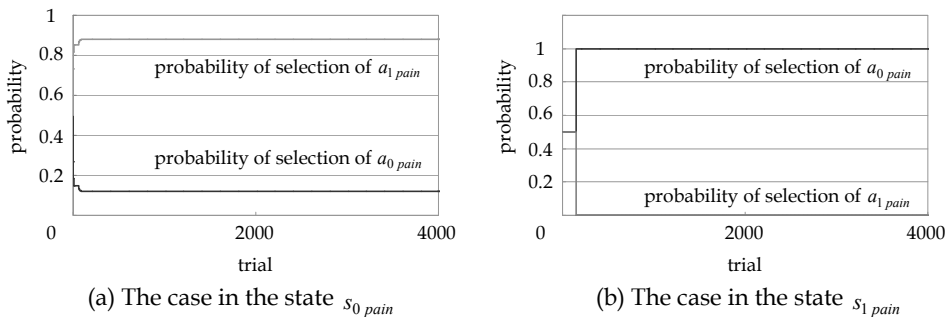 1
0.8
0.6
0.4
0.2
0
2000
4000
probability
trial
probability of selection of a1 pain
probability of selection of a0 pain
(a) The case in the state s0 pain
1
0.8
0.6
0.4
0.2
0
2000
4000
probability
trial
probability of selection of a0 pain
probability of selection of a1 pain
(b) The case in the state s1 pain